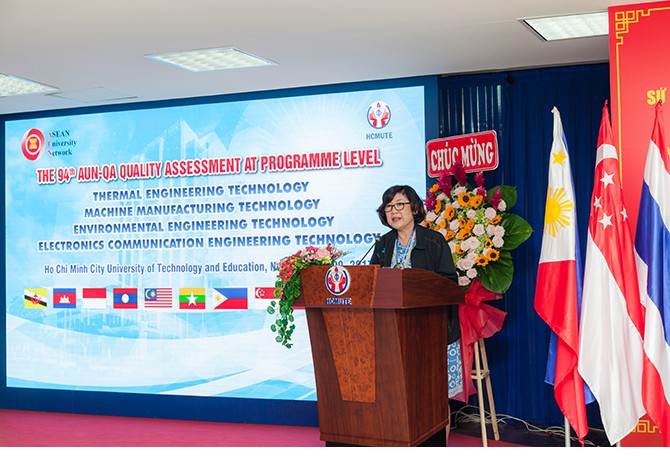 ASEAN
University
Network
HCMUTE
THE 94th AUN-QA QUALITY ASSESSMENT AT PROGRAMME LEVEL
THERMAL ENGINEERING TECHNOLOGY
MACHINE MANUFACTURING TECHNOLOGY
ENVIRONMENTAL ENGINEERING TECHNOLOGY
ELECTRONICS COMMUNICATION ENGINEERING TECHNOLOGY
Ho Chi Minh City University of Technology and Education,
CHÚC MỪNG
HCMUTE
SỨ